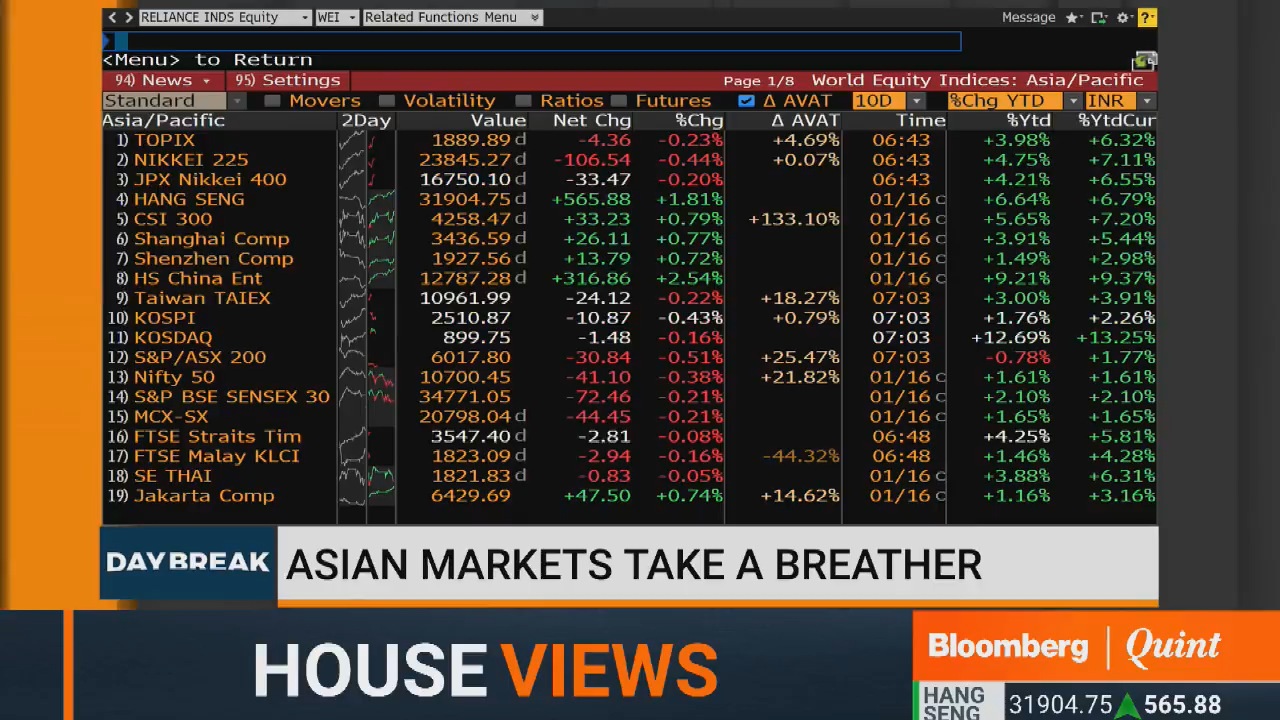 RELIANCE INDS Equity WEI Related Functions Menu Message
<Menu> to Return
94) News 95) Settings Page 1/8 World Equity Indices: Asia/Pacific
Standard Movers Volatility Ratios Futures Δ AVAT 10D %Chg YTD INR
Asia/Pacific 2Day Value Net Chg %Chg Δ AVAT Time %Ytd %YtdCur
1) TOPIX 1889.89 d -4.36 -0.23% +4.69% 06:43 +3.98% +6.32%
2) NIKKEI 225 23845.27 d -106.54 -0.44% +0.07% 06:43 +4.75% +7.11%
3) JPX Nikkei 400 16750.10 d -33.47 -0.20% 06:43 +4.21% +6.55%
4) HANG SENG 31904.75 d +565.88 +1.81% 01/16 c +6.64% +6.79%
5) CSI 300 4258.47 d +33.23 +0.79% +133.10% 01/16 c +5.65% +7.20%
6) Shanghai Comp 3436.59 d +26.11 +0.77% 01/16 c +3.91% +5.44%
7) Shenzhen Comp 1927.56 d +13.79 +0.72% 01/16 c +1.49% +2.98%
8) HS China Ent 12787.28 d +316.86 +2.54% 01/16 c +9.21% +9.37%
9) Taiwan TAIEX 10961.99 -24.12 -0.22% +18.27% 07:03 +3.00% +3.91%
10) KOSPI 2510.87 -10.87 -0.43% +0.79% 07:03 +1.76% +2.26%
11) KOSDAQ 899.75 -1.48 -0.16% 07:03 +12.69% +13.25%
12) S&P/ASX 200 6017.80 -30.84 -0.51% +25.47% 07:03 -0.78% +1.77%
13) Nifty 50 10700.45 -41.10 -0.38% +21.82% 01/16 c +1.61% +1.61%
14) S&P BSE SENSEX 30 34771.05 -72.46 -0.21% 01/16 c +2.10% +2.10%
15) MCX-SX 20798.04 d -44.45 -0.21% 01/16 c +1.65% +1.65%
16) FTSE Straits Tim 3547.40 d -2.81 -0.08% 06:48 +4.25% +5.81%
17) FTSE Malay KLCI 1823.09 d -2.94 -0.16% -44.32% 06:48 +1.46% +4.28%
18) SE THAI 1821.83 d -0.83 -0.05% 01/16 c +3.88% +6.31%
19) Jakarta Comp 6429.69 +47.50 +0.74% +14.62% 01/16 c +1.16% +3.16%
DAYBREAK ASIAN MARKETS TAKE A BREATHER
HOUSE VIEWS
Bloomberg | Quint
HANG SENG 31904.75 565.88